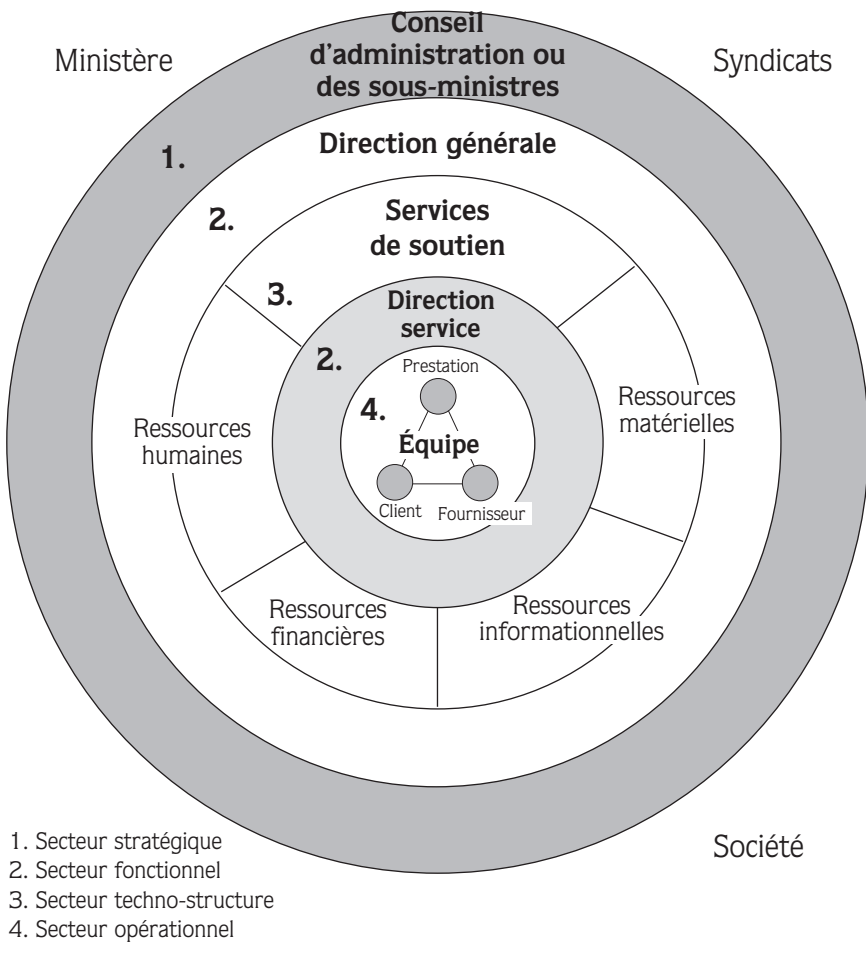 Conseil
d'administration ou
des sous-ministres
Ministère
Syndicats
Direction générale
1.
2.
Services
de soutien
3.
Direction
service
2.
Prestation
4.
Équipe
Client
Fournisseur
Ressources
humaines
Ressources
matérielles
Ressources
financières
Ressources
informationnelles
Société
1. Secteur stratégique
2. Secteur fonctionnel
3. Secteur techno-structure
4. Secteur opérationnel